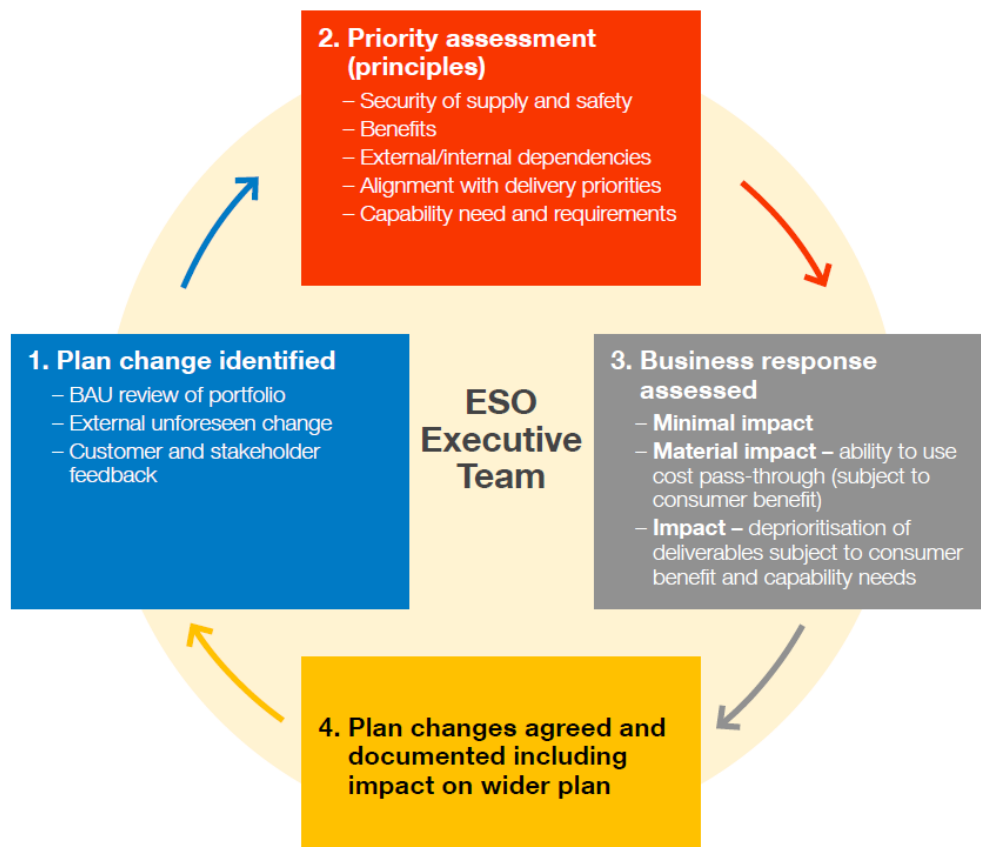 1. Plan change identified
– BAU review of portfolio
– External unforeseen change
– Customer and stakeholder
feedback
2. Priority assessment
(principles)
– Security of supply and safety
– Benefits
– External/internal dependencies
– Alignment with delivery priorities
– Capability need and requirements
3. Business response
assessed
– Minimal impact
– Material impact – ability to use
cost pass-through (subject to
consumer benefit)
– Impact – deprioritisation of
deliverables subject to consumer
benefit and capability needs
4. Plan changes agreed and
documented including
impact on wider plan
ESO
Executive
Team